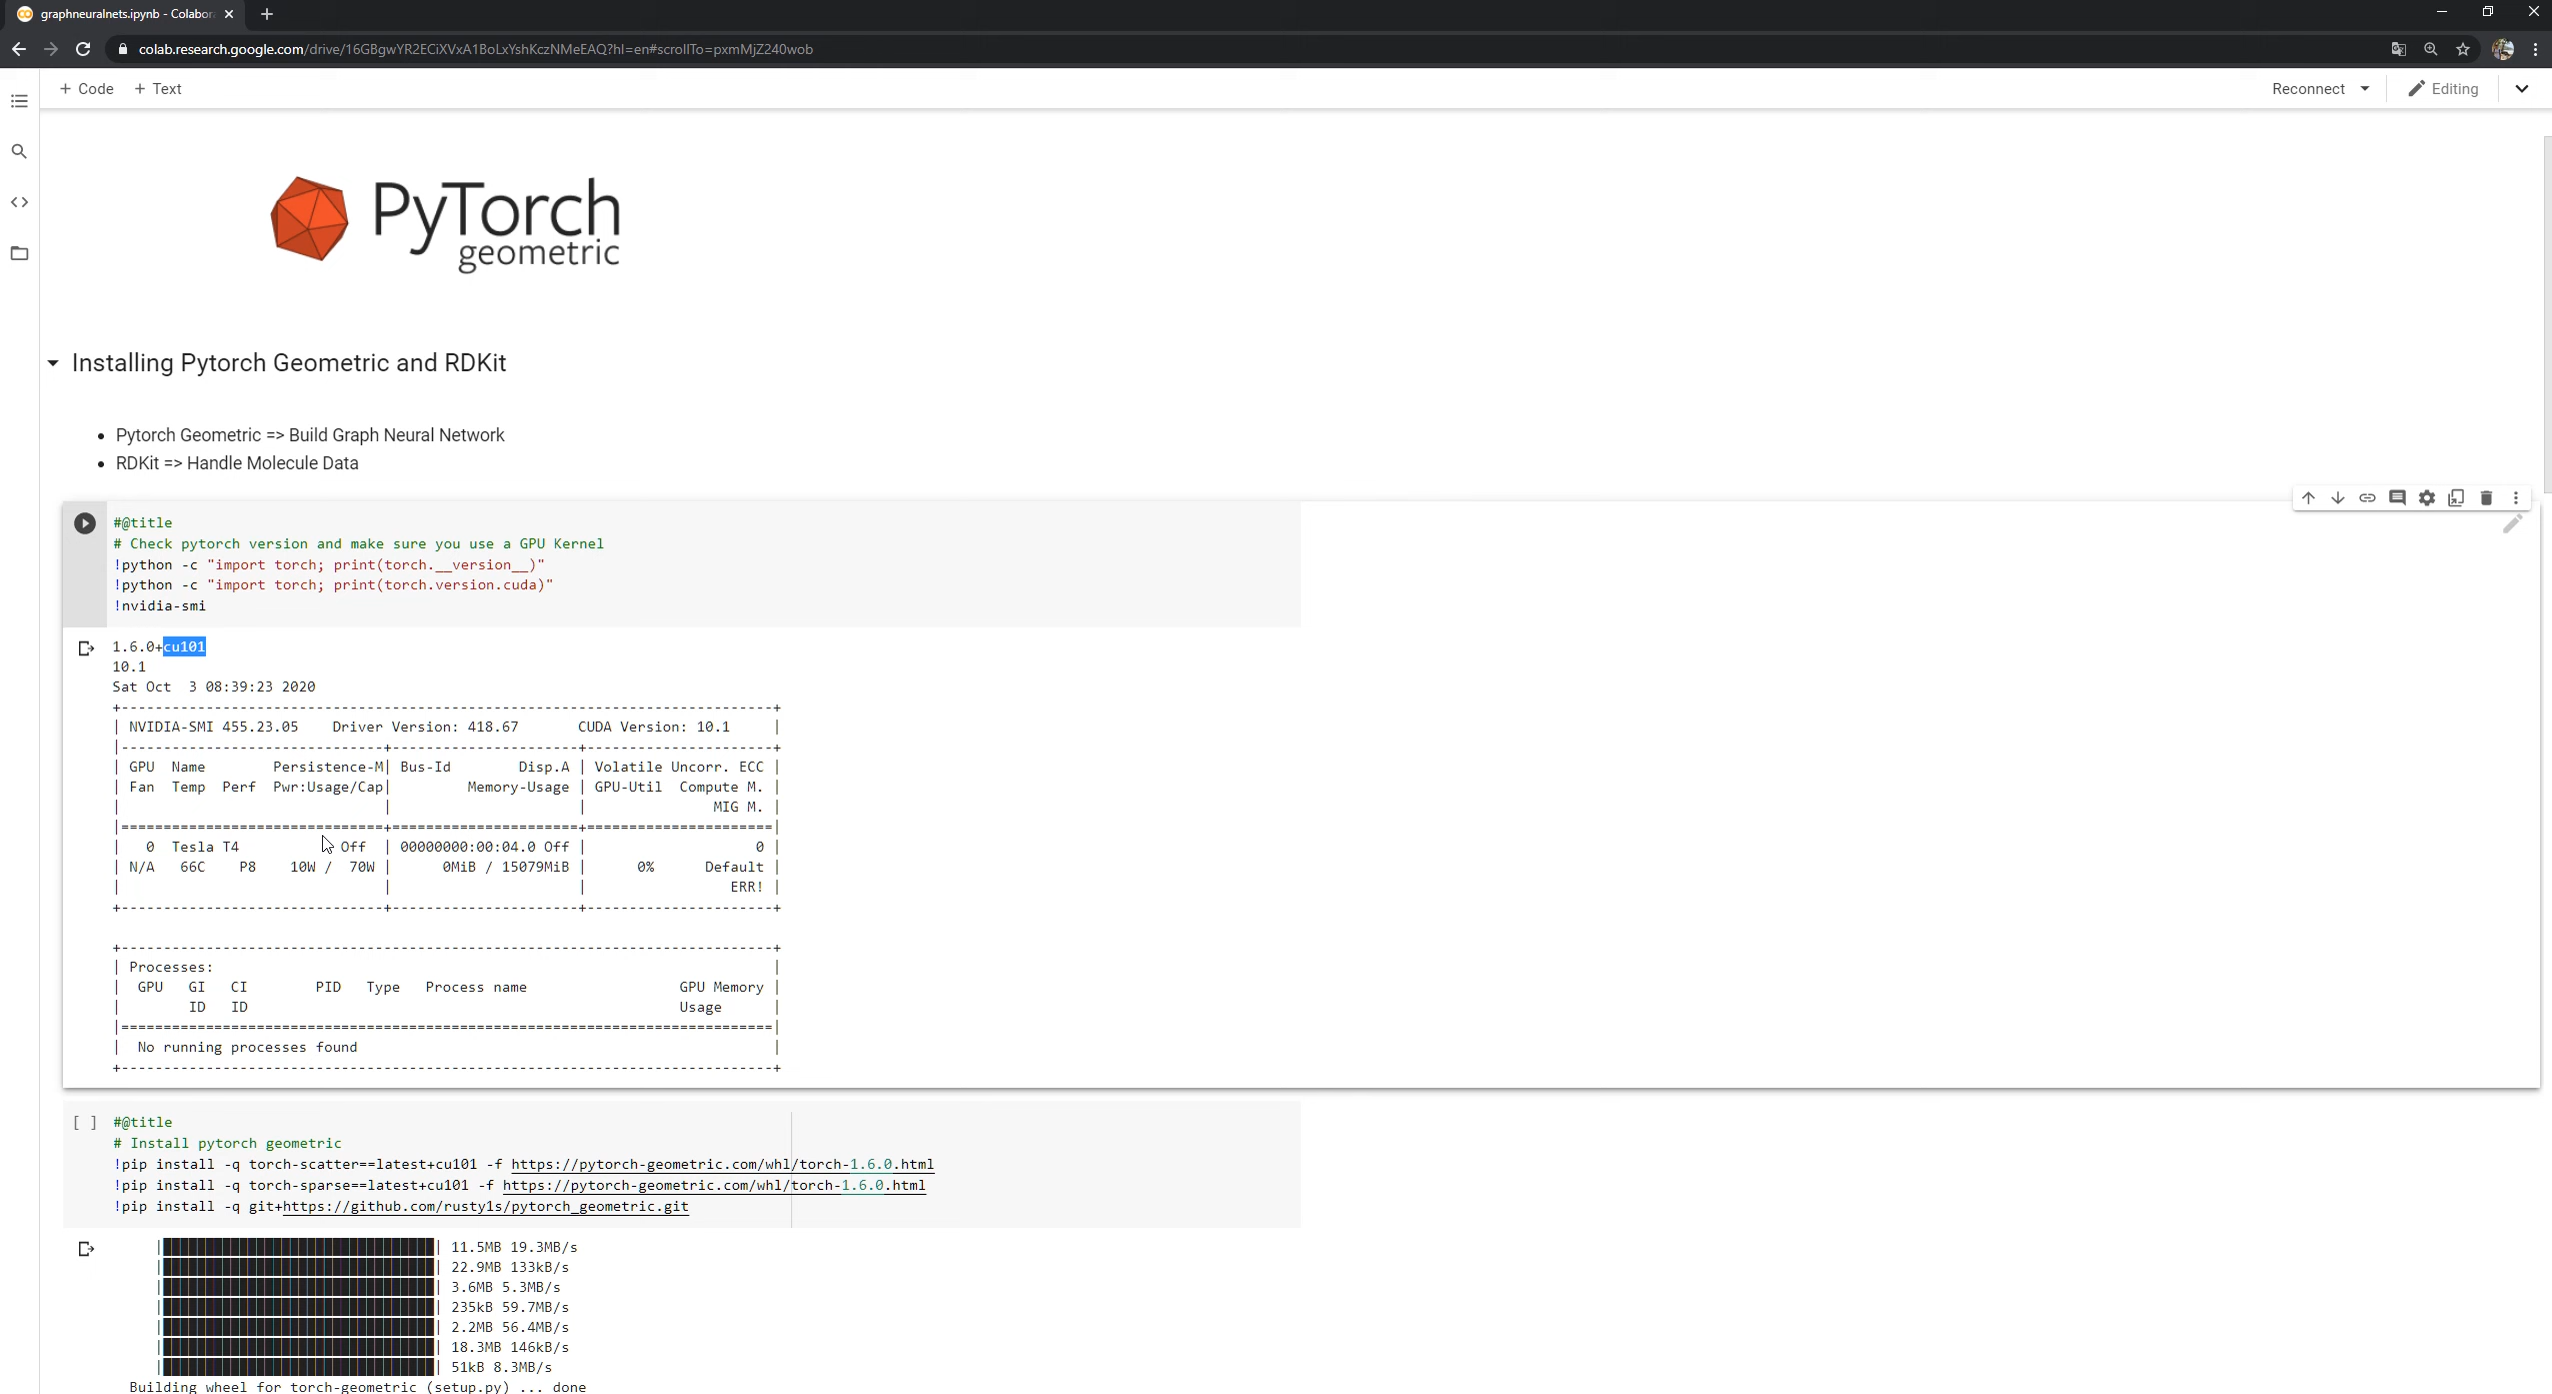 graphneuralnets.ipynb - Colabor
colab.research.google.com/drive/16GBgwYR2ECiXVxA1BoLxYshKczNMeEAQ?hl=en#scrollTo=pxmMjZ240wob
+ Code + Text
Reconnect
Editing
PyTorch
geometric
Installing Pytorch Geometric and RDKit
• Pytorch Geometric => Build Graph Neural Network
• RDKit => Handle Molecule Data
#@title
# Check pytorch version and make sure you use a GPU Kernel
!python -c "import torch; print(torch.__version__)"
!python -c "import torch; print(torch.version.cuda)"
!nvidia-smi
1.6.0+cu101
10.1
Sat Oct  3 08:39:23 2020
+-----------------------------------------------------------------------------+
| NVIDIA-SMI 455.23.05    Driver Version: 418.67       CUDA Version: 10.1     |
|-------------------------------+----------------------+----------------------+
| GPU  Name        Persistence-M| Bus-Id        Disp.A | Volatile Uncorr. ECC |
| Fan  Temp  Perf  Pwr:Usage/Cap|         Memory-Usage | GPU-Util  Compute M. |
|                               |                      |               MIG M. |
|===============================+======================+======================|
|   0  Tesla T4            Off  | 00000000:00:04.0 Off |                    0 |
| N/A   66C    P8    10W /  70W |      0MiB / 15079MiB |      0%      Default |
|                               |                      |                 ERR! |
+-------------------------------+----------------------+----------------------+
+-----------------------------------------------------------------------------+
| Processes:                                                                  |
|  GPU   GI   CI        PID   Type   Process name                  GPU Memory |
|        ID   ID                                                   Usage      |
|=============================================================================|
|  No running processes found                                                 |
+-----------------------------------------------------------------------------+
[ ] #@title
# Install pytorch geometric
!pip install -q torch-scatter==latest+cu101 -f https://pytorch-geometric.com/whl/torch-1.6.0.html
!pip install -q torch-sparse==latest+cu101 -f https://pytorch-geometric.com/whl/torch-1.6.0.html
!pip install -q git+https://github.com/rusty1s/pytorch_geometric.git
11.5MB 19.3MB/s
22.9MB 133kB/s
3.6MB 5.3MB/s
235kB 59.7MB/s
2.2MB 56.4MB/s
18.3MB 146kB/s
51kB 8.3MB/s
Building wheel for torch-geometric (setup.py) ... done